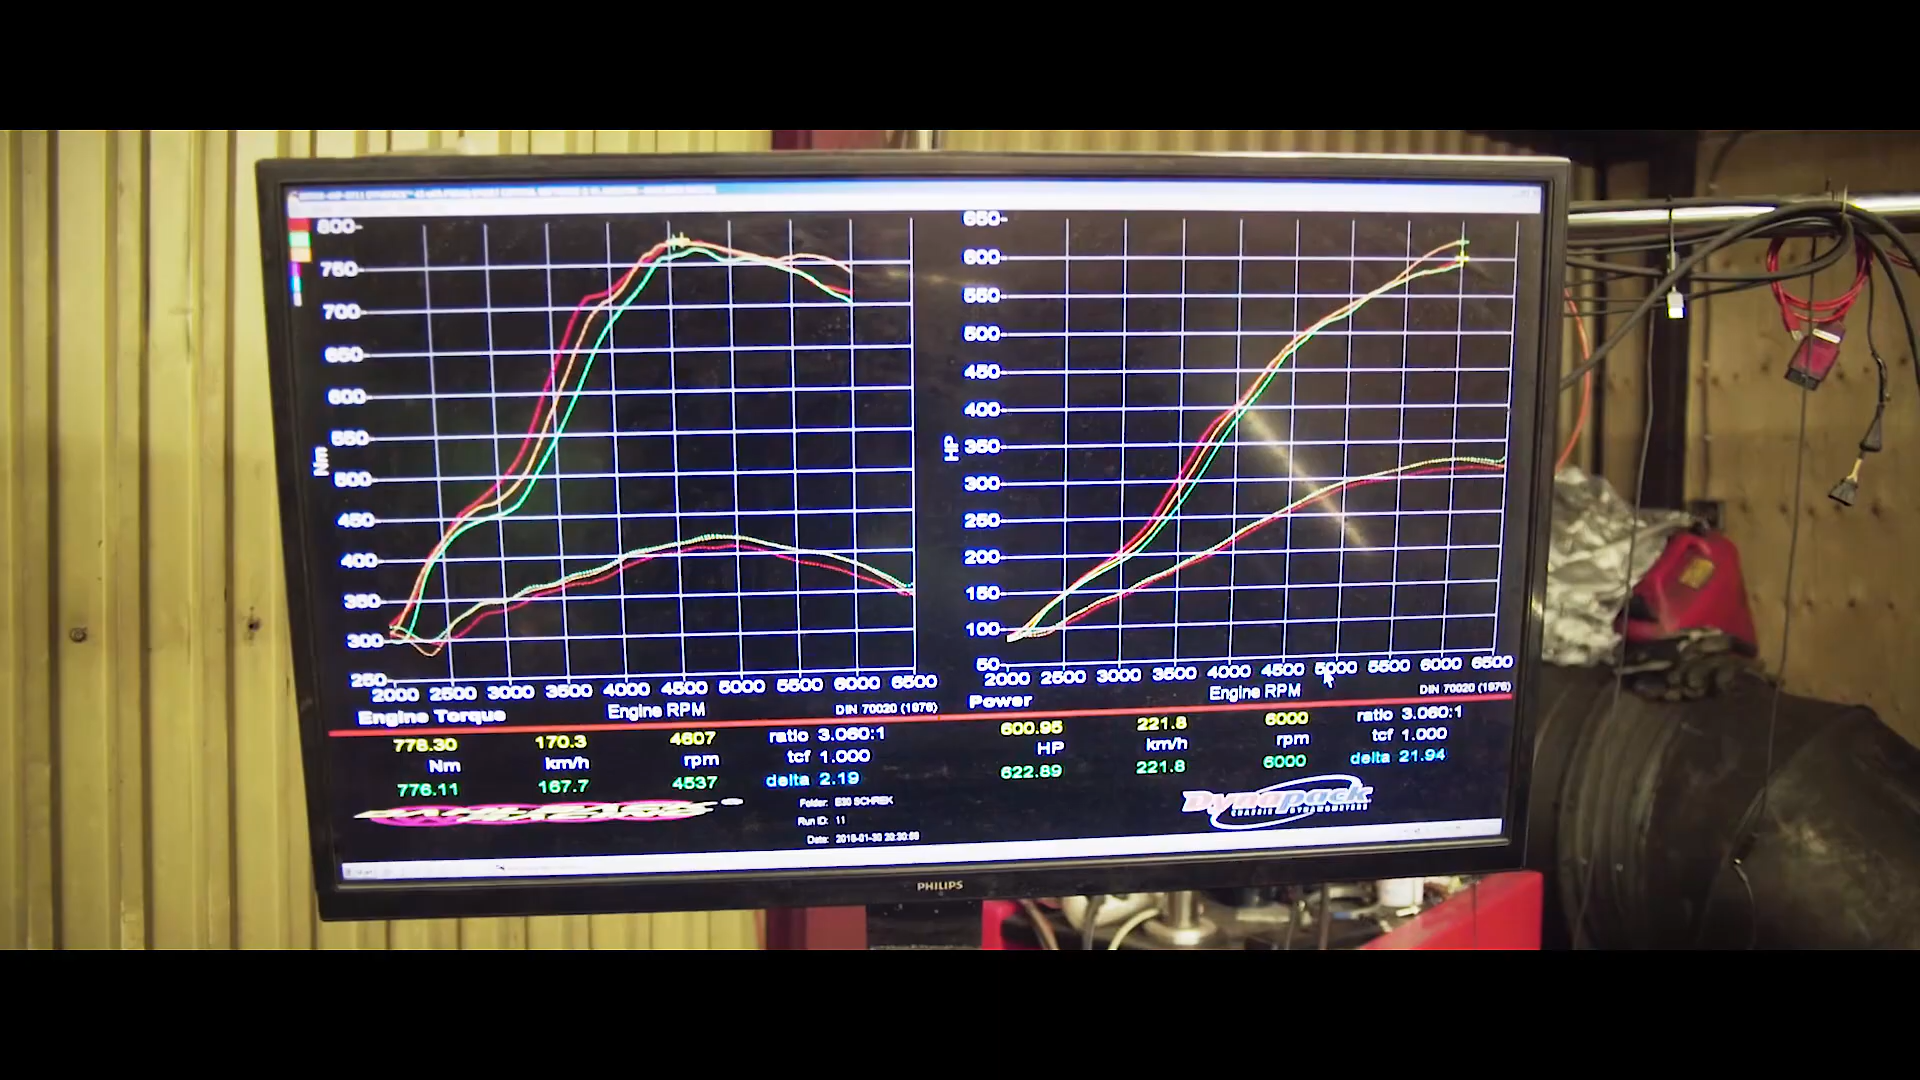 800-
750-
700-
650-
600-
550-
500-
450-
400-
350-
300-
250-
Nm
2000 2500 3000 3500 4000 4500 5000 5500 6000 6500
Engine Torque
Engine RPM
DIN 70020 (1976)
650-
600-
550-
500-
450-
400-
350-
300-
250-
200-
150-
100-
50-
HP
2000 2500 3000 3500 4000 4500 5000 5500 6000 6500
Power
Engine RPM
DIN 70020 (1976)
778.30 170.3 4607 ratio 3.060:1
Nm km/h rpm tcf 1.000
776.11 167.7 4537 delta 2.19
600.95 221.8 6000 ratio 3.060:1
HP km/h rpm tcf 1.000
622.89 221.8 6000 delta 21.94
Folder: E30 SCHREK
Run ID: 11
Dynapack
CHASSIS DYNAMOMETERS
PHILIPS